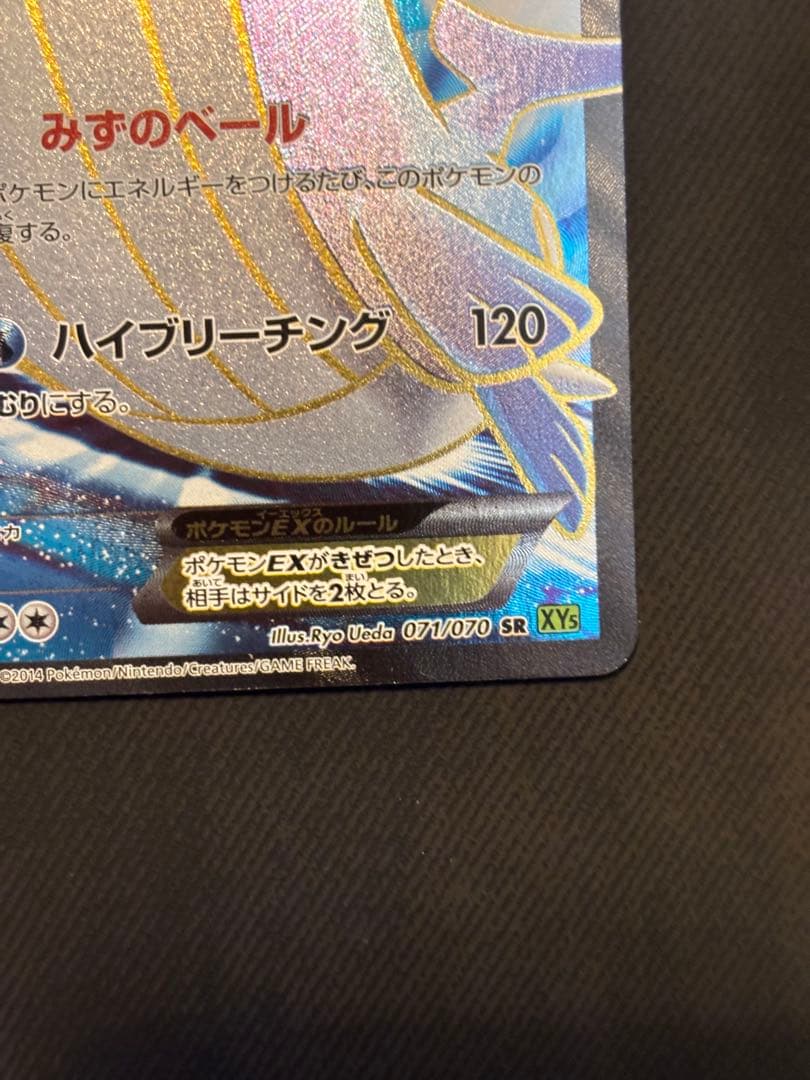 みずのベール
ポケモンにエネルギーをつけるたび、このポケモンの
復する。
ハイブリーチング 120
むりにする。
イーエックス
ポケモンEXのルール
ポケモンEXがきぜつしたとき、
あいて まい
相手はサイドを2枚とる。
Illus.Ryo Ueda 071/070 SR XY5
©2014 Pokémon/Nintendo/Creatures/GAME FREAK.